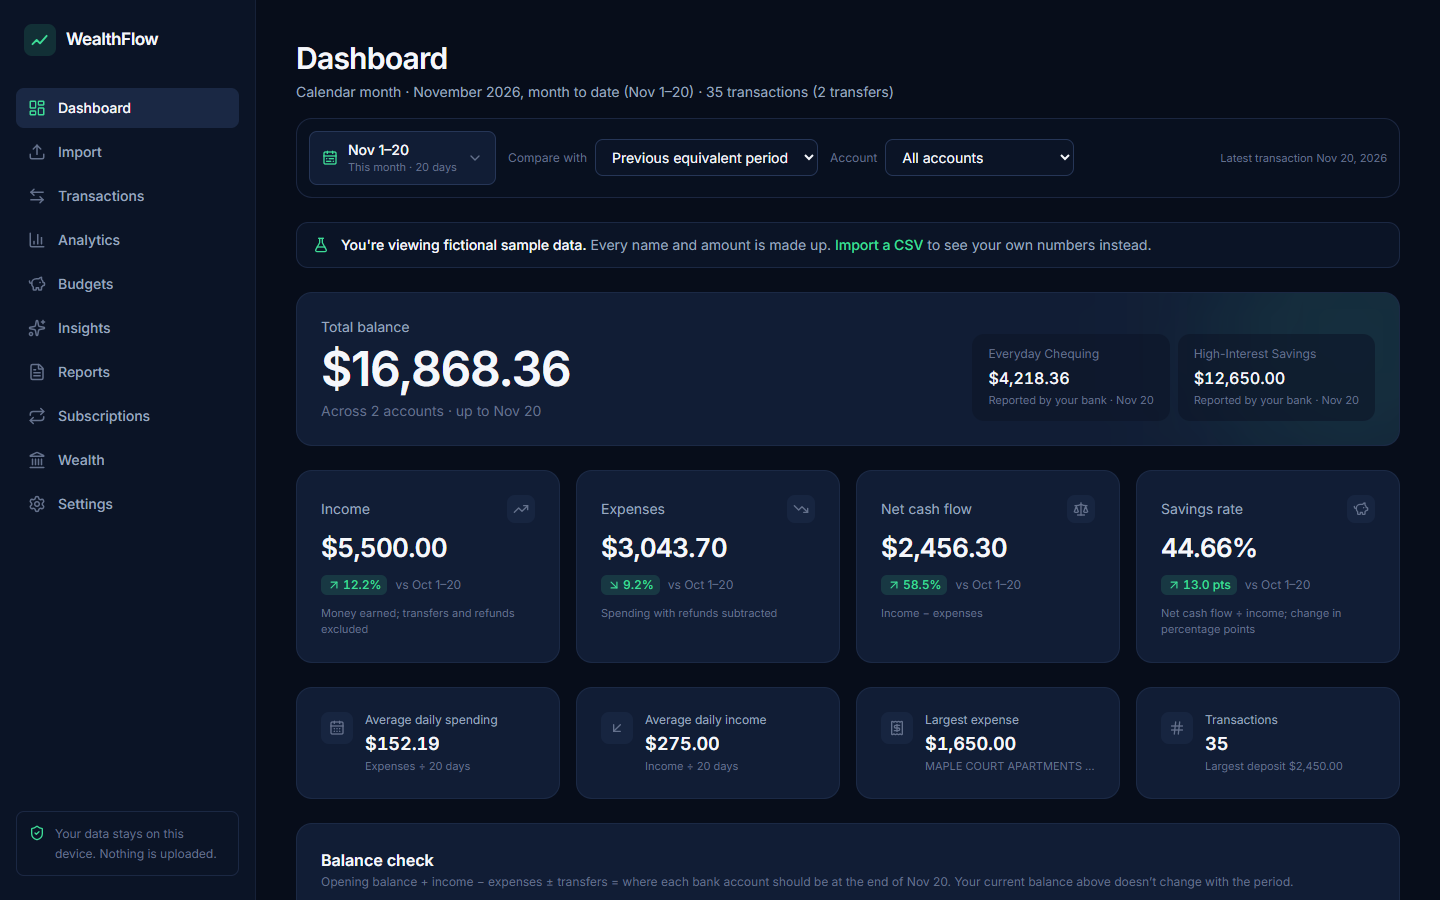 WealthFlow
Dashboard
Import
Transactions
Analytics
Budgets
Insights
Reports
Subscriptions
Wealth
Settings
Your data stays on this
device. Nothing is uploaded.
Dashboard
Calendar month · November 2026, month to date (Nov 1–20) · 35 transactions (2 transfers)
Nov 1–20
This month · 20 days
Compare with
Previous equivalent period
Account
All accounts
Latest transaction Nov 20, 2026
You're viewing fictional sample data. Every name and amount is made up. Import a CSV to see your own numbers instead.
Total balance
$16,868.36
Across 2 accounts · up to Nov 20
Everyday Chequing
$4,218.36
Reported by your bank · Nov 20
High-Interest Savings
$12,650.00
Reported by your bank · Nov 20
Income
$5,500.00
12.2% vs Oct 1–20
Money earned; transfers and refunds
excluded
Expenses
$3,043.70
9.2% vs Oct 1–20
Spending with refunds subtracted
Net cash flow
$2,456.30
58.5% vs Oct 1–20
Income − expenses
Savings rate
44.66%
13.0 pts vs Oct 1–20
Net cash flow ÷ income; change in
percentage points
Average daily spending
$152.19
Expenses ÷ 20 days
Average daily income
$275.00
Income ÷ 20 days
Largest expense
$1,650.00
MAPLE COURT APARTMENTS ...
Transactions
35
Largest deposit $2,450.00
Balance check
Opening balance + income − expenses ± transfers = where each bank account should be at the end of Nov 20. Your current balance above doesn't change with the period.